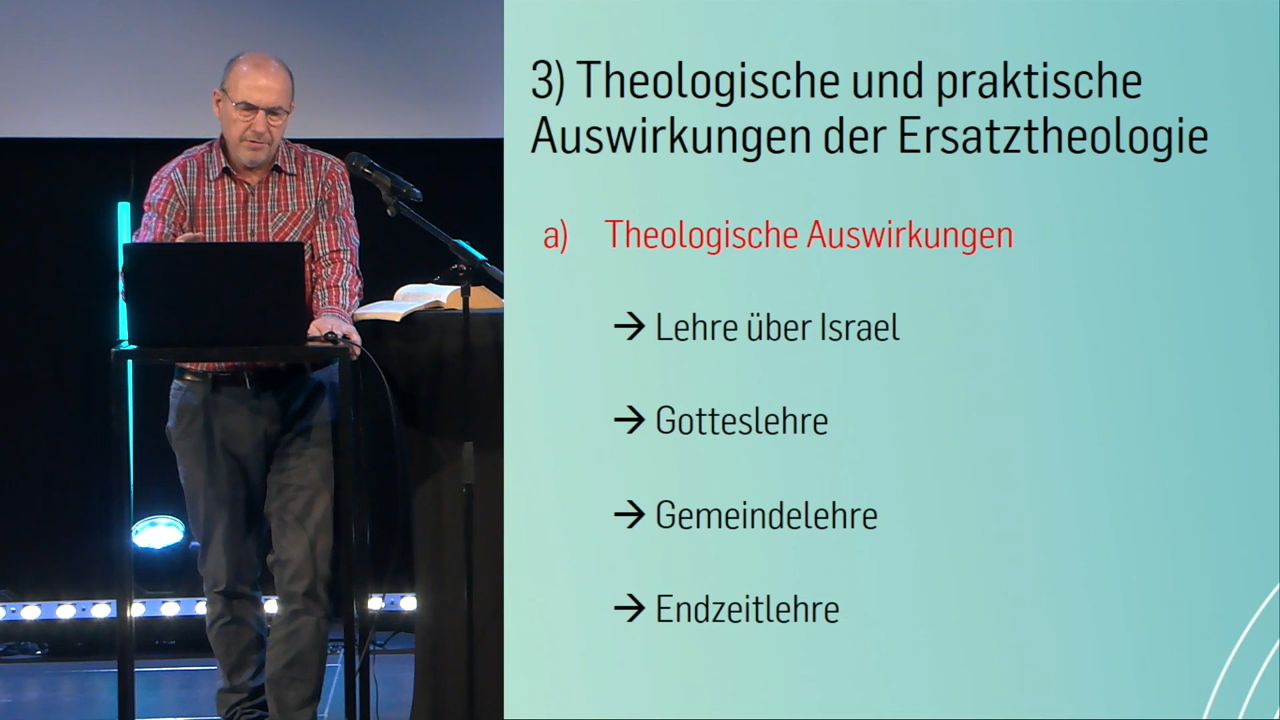 3) Theologische und praktische
Auswirkungen der Ersatztheologie
a) Theologische Auswirkungen
→ Lehre über Israel
→ Gotteslehre
→ Gemeindelehre
→ Endzeitlehre